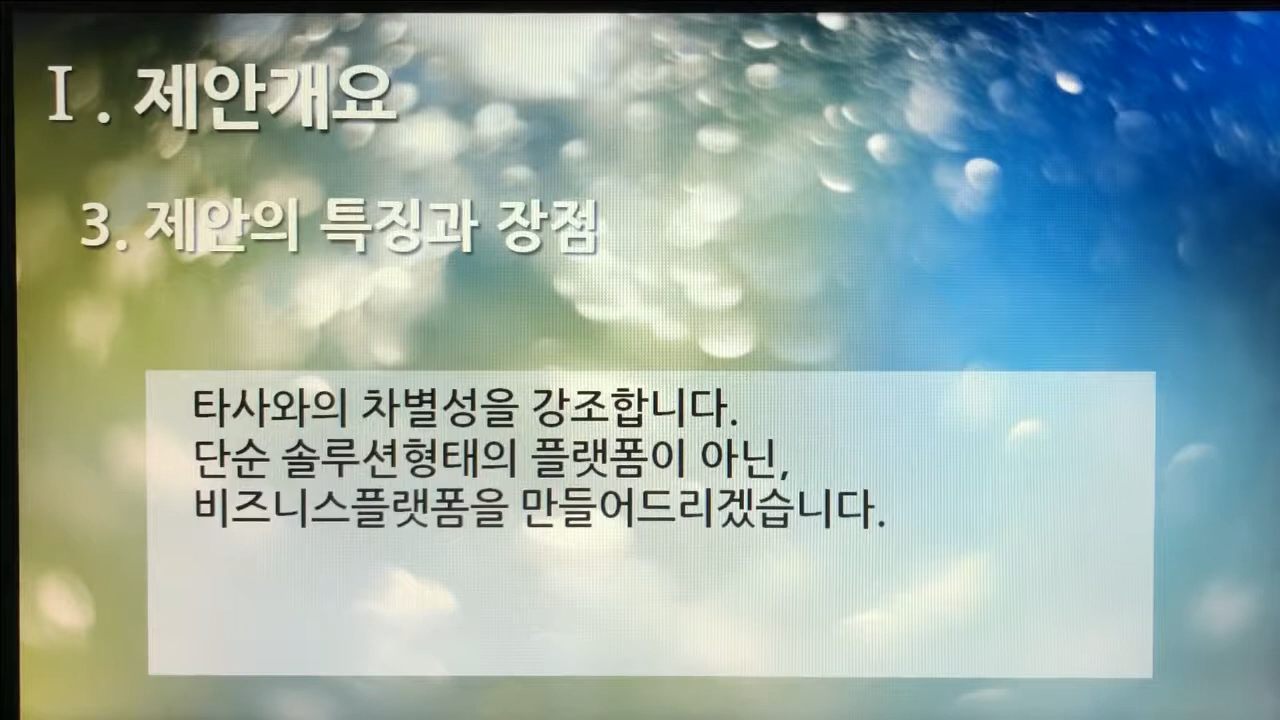 Ⅰ. 제안개요
3. 제안의 특징과 장점
타사와의 차별성을 강조합니다.
단순 솔루션형태의 플랫폼이 아닌,
비즈니스플랫폼을 만들어드리겠습니다.